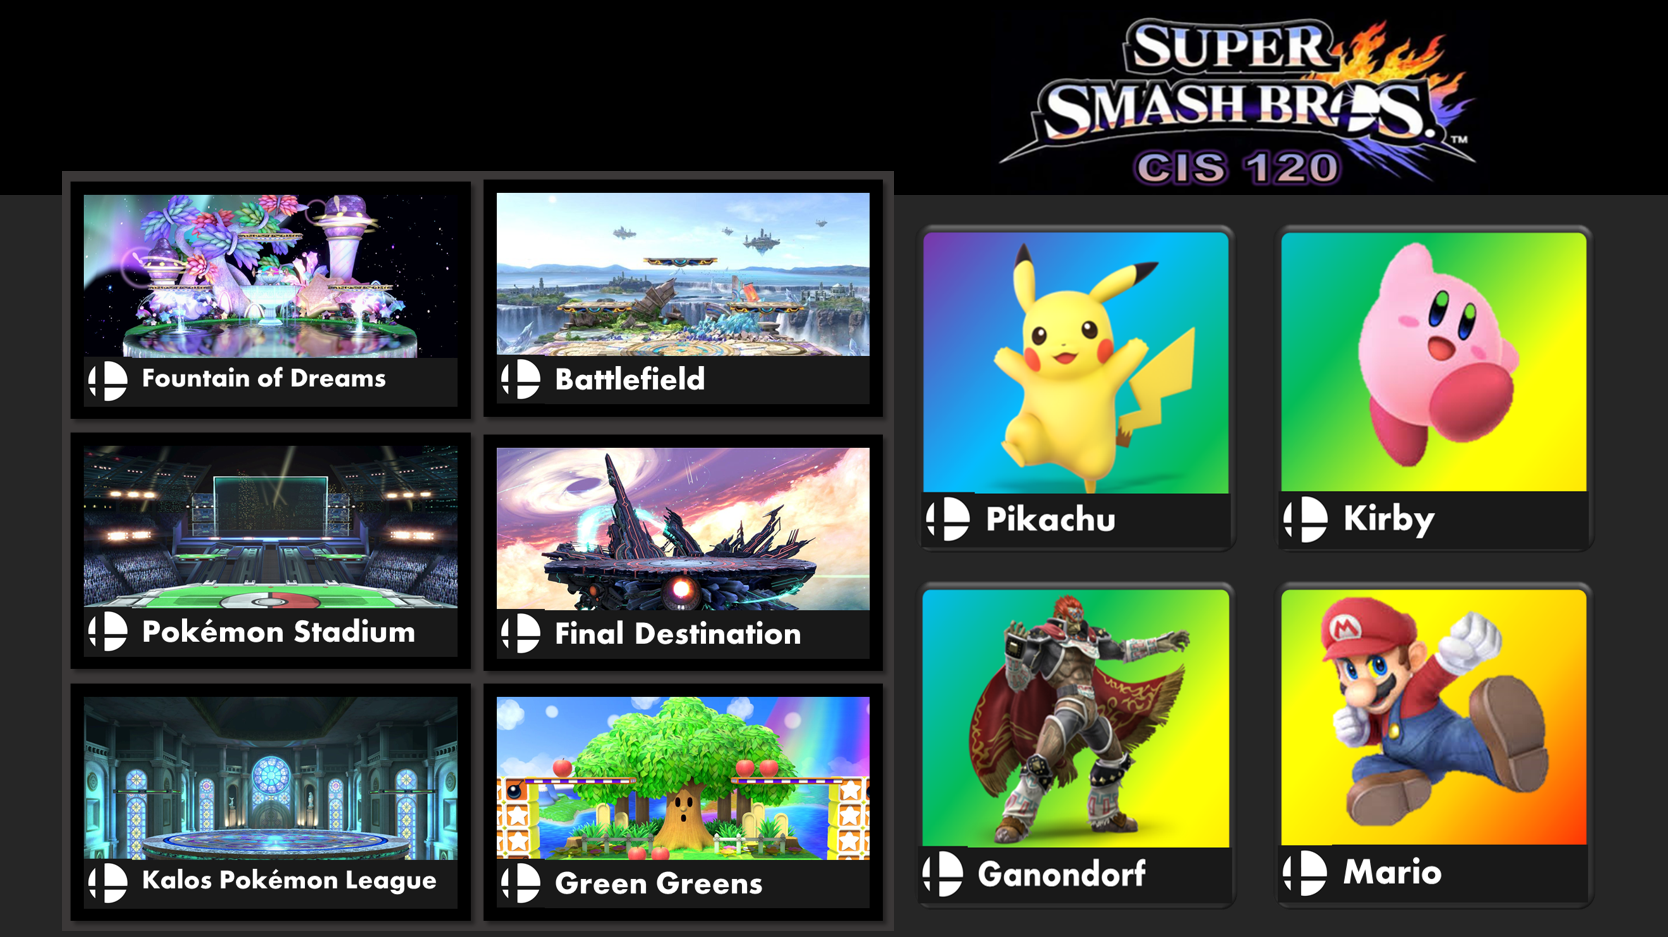 SUPER
SMASH BROS.™
CIS 120
Fountain of Dreams
Battlefield
Pokémon Stadium
Final Destination
Kalos Pokémon League
Green Greens
Pikachu
Kirby
Ganondorf
M
Mario